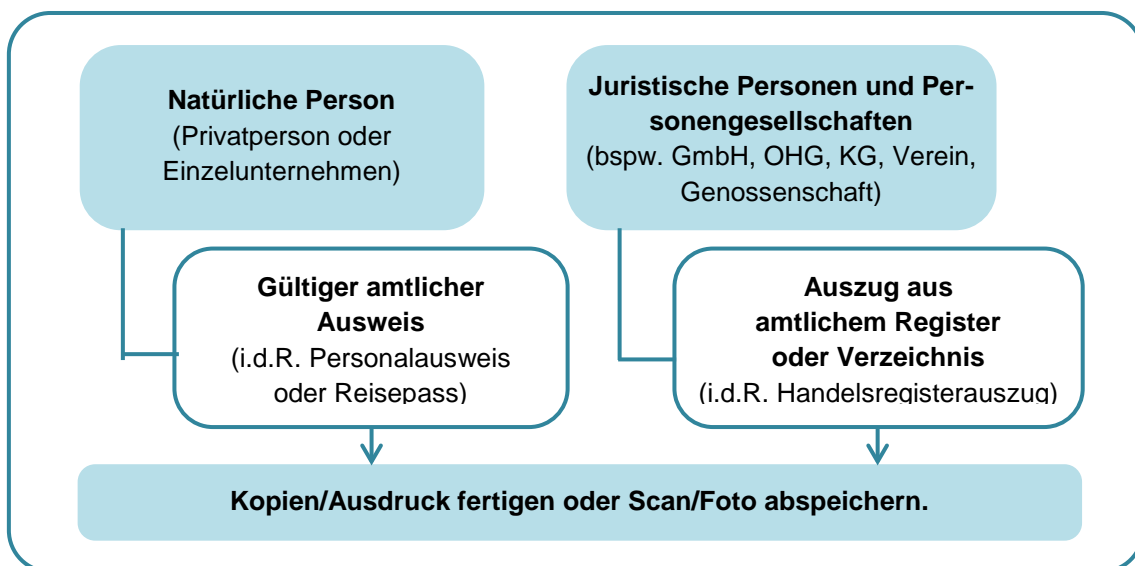 Natürliche Person
(Privatperson oder
Einzelunternehmen)
Juristische Personen und Per-
sonengesellschaften
(bspw. GmbH, OHG, KG, Verein,
Genossenschaft)
Gültiger amtlicher
Ausweis
(i.d.R. Personalausweis
oder Reisepass)
Auszug aus
amtlichem Register
oder Verzeichnis
(i.d.R. Handelsregisterauszug)
Kopien/Ausdruck fertigen oder Scan/Foto abspeichern.